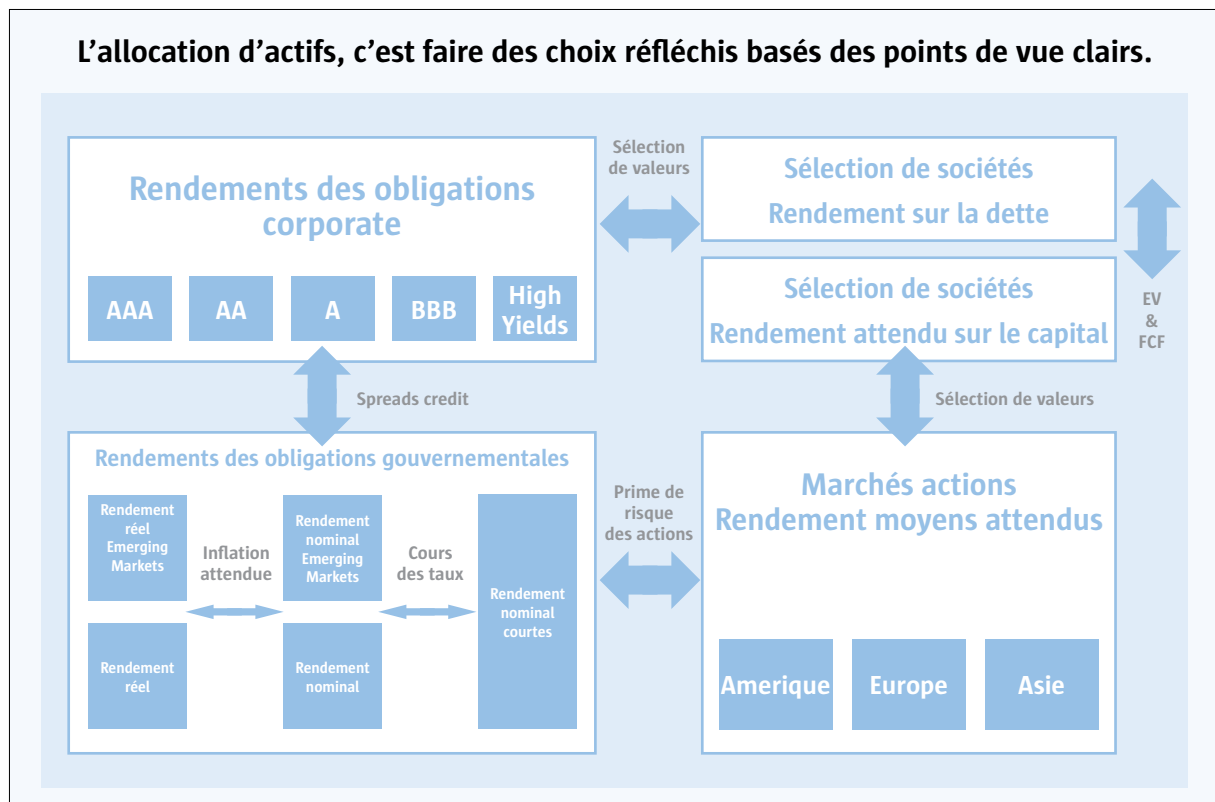 L’allocation d’actifs, c’est faire des choix réfléchis basés des points de vue clairs.
Rendements des obligations
corporate
AAA
AA
A
BBB
High
Yields
Sélection
de valeurs
Sélection de sociétés
Rendement sur la dette
Sélection de sociétés
Rendement attendu sur le capital
EV
&
FCF
Spreads credit
Sélection de valeurs
Rendements des obligations gouvernementales
Rendement
réel
Emerging
Markets
Inflation
attendue
Rendement
nominal
Emerging
Markets
Cours
des taux
Rendement
nominal
courtes
Rendement
réel
Rendement
nominal
Prime de
risque
des actions
Marchés actions
Rendement moyens attendus
Amerique
Europe
Asie